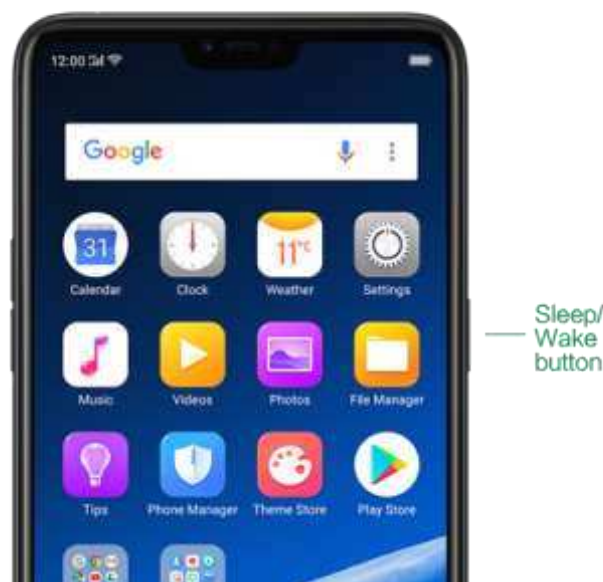 12:00
Google
31
11°C
Calendar Clock Weather Settings
Music Videos Photos File Manager
Tips Phone Manager Theme Store Play Store
Sleep/
Wake
button